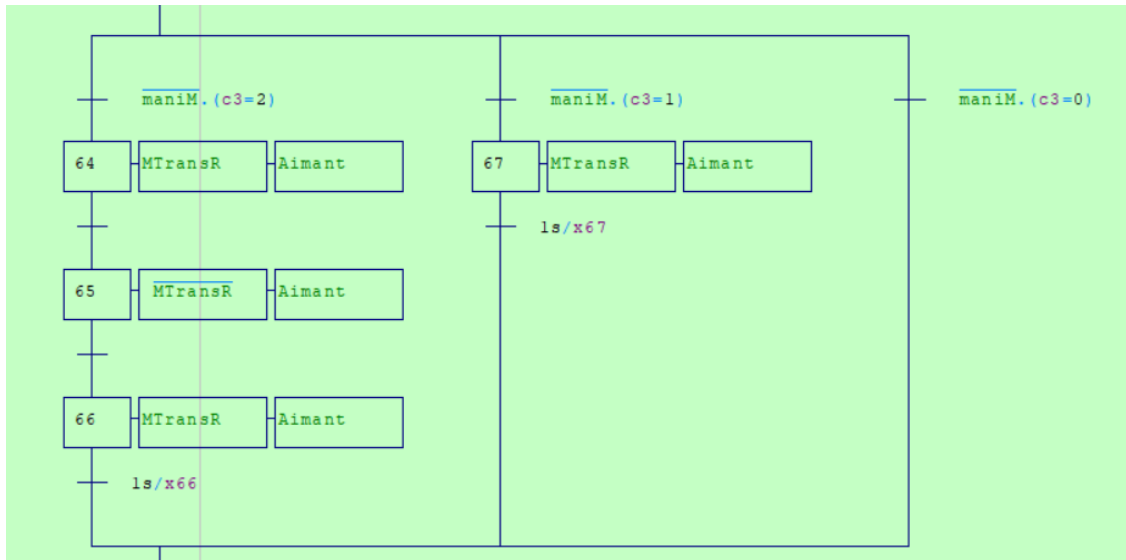 maniM.(c3=2) maniM.(c3=1) maniM.(c3=0)
64 MTransR Aimant 67 MTransR Aimant
1s/x67
65 MTransR Aimant
66 MTransR Aimant
1s/x66